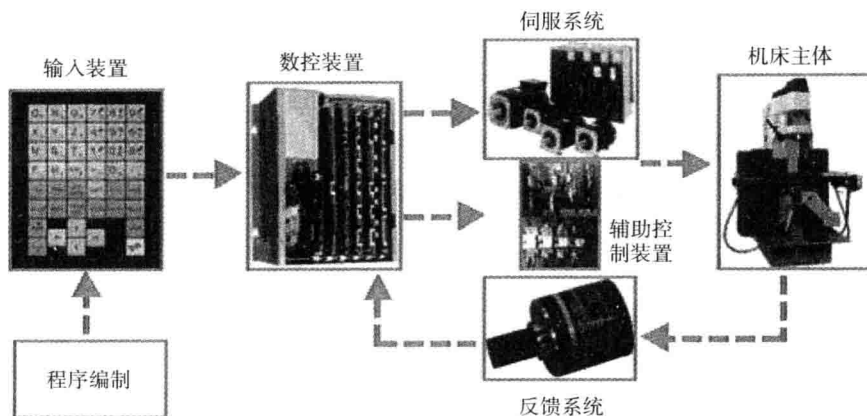 伺服系统
机床主体
输入装置
数控装置
辅助控
制装置
程序编制
反馈系统